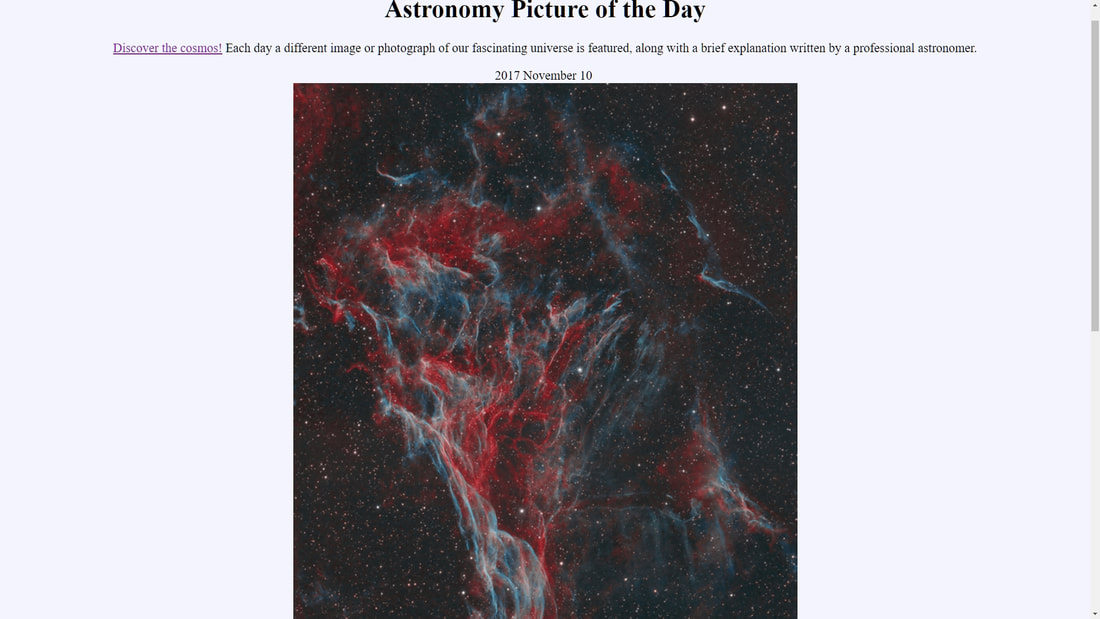 Astronomy Picture of the Day
Discover the cosmos! Each day a different image or photograph of our fascinating universe is featured, along with a brief explanation written by a professional astronomer.
2017 November 10